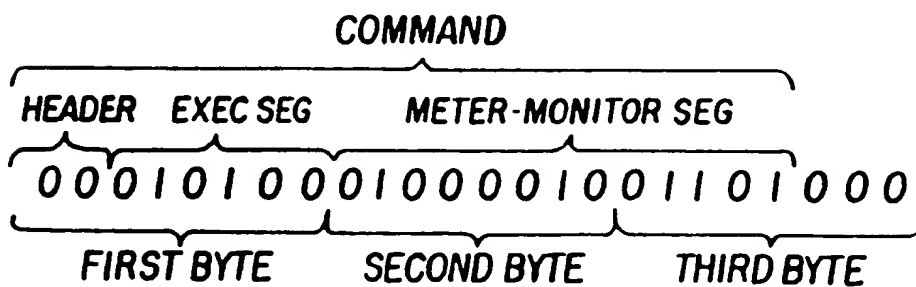 COMMAND
HEADER EXEC SEG METER-MONITOR SEG
0 0 0 1 0 1 0 0 0 1 0 0 0 0 1 0 0 1 1 0 1 0 0 0
FIRST BYTE SECOND BYTE THIRD BYTE